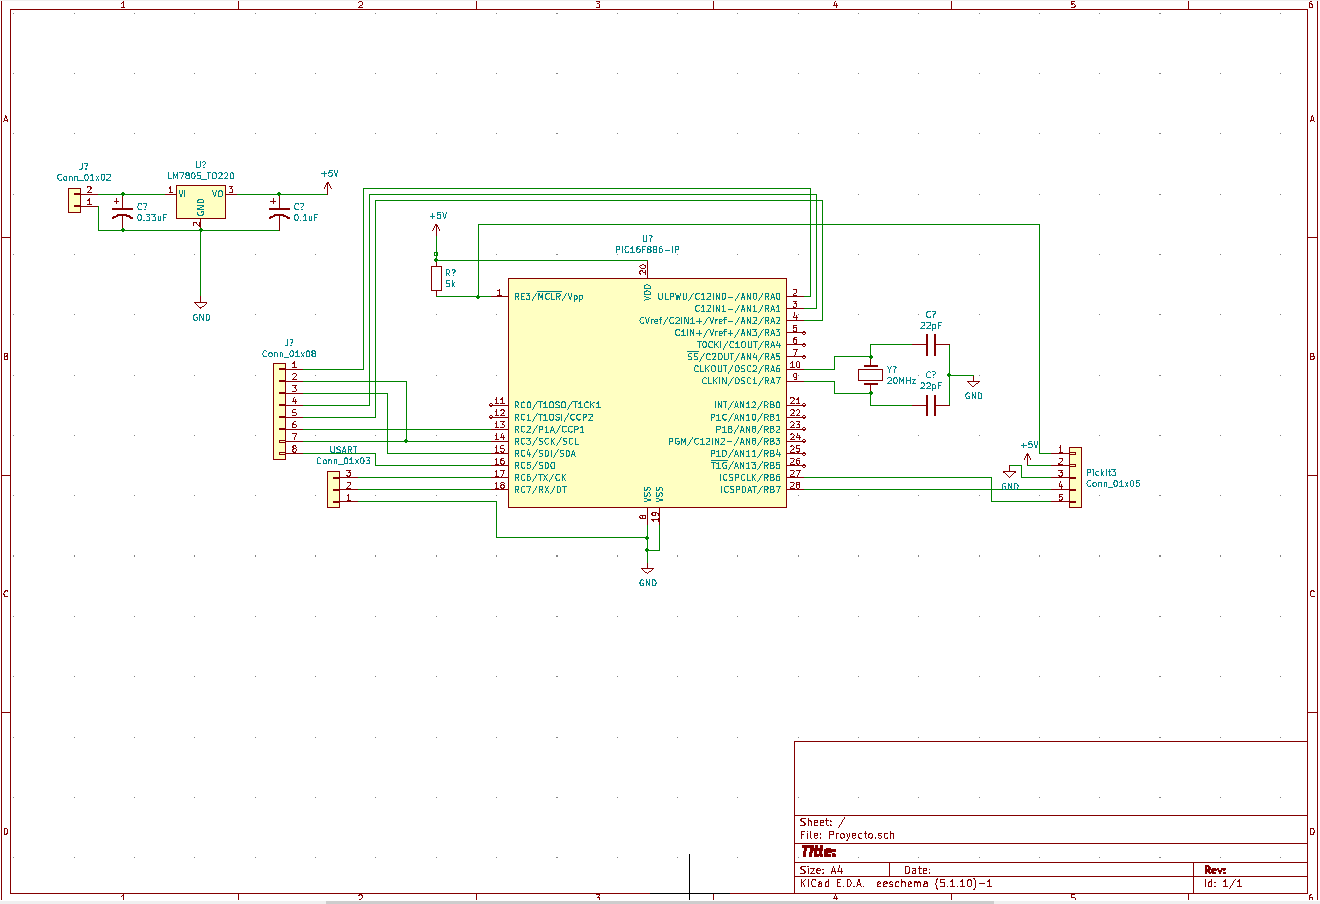 1 2 3 4 5 6
A A
J?
Conn_01x02
2
1
+
C?
0.33uF
U?
LM7805_TO220
1 VI VO 3
GND
2
+
C?
0.1uF
+5V
GND
+5V
R?
5k
U?
PIC16F886-IP
20
VDD
1 RE3/MCLR/Vpp
11 RC0/T1OSO/T1CK1
12 RC1/T1OSI/CCP2
13 RC2/P1A/CCP1
14 RC3/SCK/SCL
15 RC4/SDI/SDA
16 RC5/SDO
17 RC6/TX/CK
18 RC7/RX/DT
ULPWU/C12IN0-/AN0/RA0 2
C12IN1-/AN1/RA1 3
CVref/C2IN1+/Vref-/AN2/RA2 4
C1IN+/Vref+/AN3/RA3 5
T0CKI/C1OUT/RA4 6
SS/C2OUT/AN4/RA5 7
CLKOUT/OSC2/RA6 10
CLKIN/OSC1/RA7 9
INT/AN12/RB0 21
P1C/AN10/RB1 22
P1B/AN8/RB2 23
PGM/C12IN2-/AN8/RB3 24
P1D/AN11/RB4 25
T1G/AN13/RB5 26
ICSPCLK/RB6 27
ICSPDAT/RB7 28
VSS VSS
8 19
GND
B B
J?
Conn_01x08
1
2
3
4
5
6
7
8
USART
Conn_01x03
3
2
1
C?
22pF
Y?
20MHz
C?
22pF
GND
+5V
GND
1
2
3
4
5
Pickit3
Conn_01x05
C C
D D
Sheet: /
File: Proyecto.sch
Title:
Size: A4 Date: Rev:
KiCad E.D.A. eeschema (5.1.10)-1 Id: 1/1
1 2 3 4 5 6